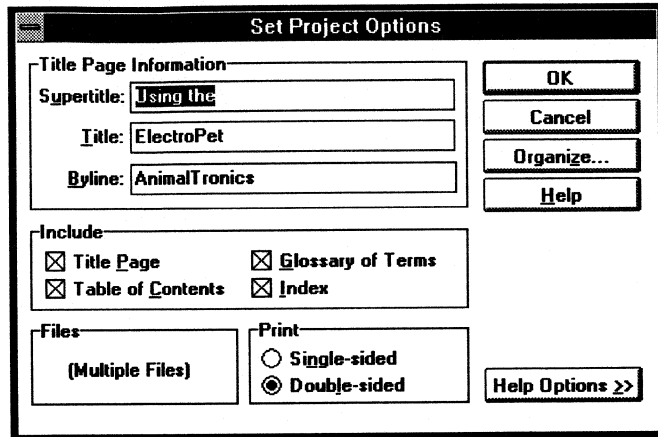 Set Project Options
Title Page Information
Supertitle: Using the
Title: ElectroPet
Byline: AnimalTronics
OK
Cancel
Organize...
Help
Include
Title Page
Glossary of Terms
Table of Contents
Index
Files
(Multiple Files)
Print
Single-sided
Double-sided
Help Options >>